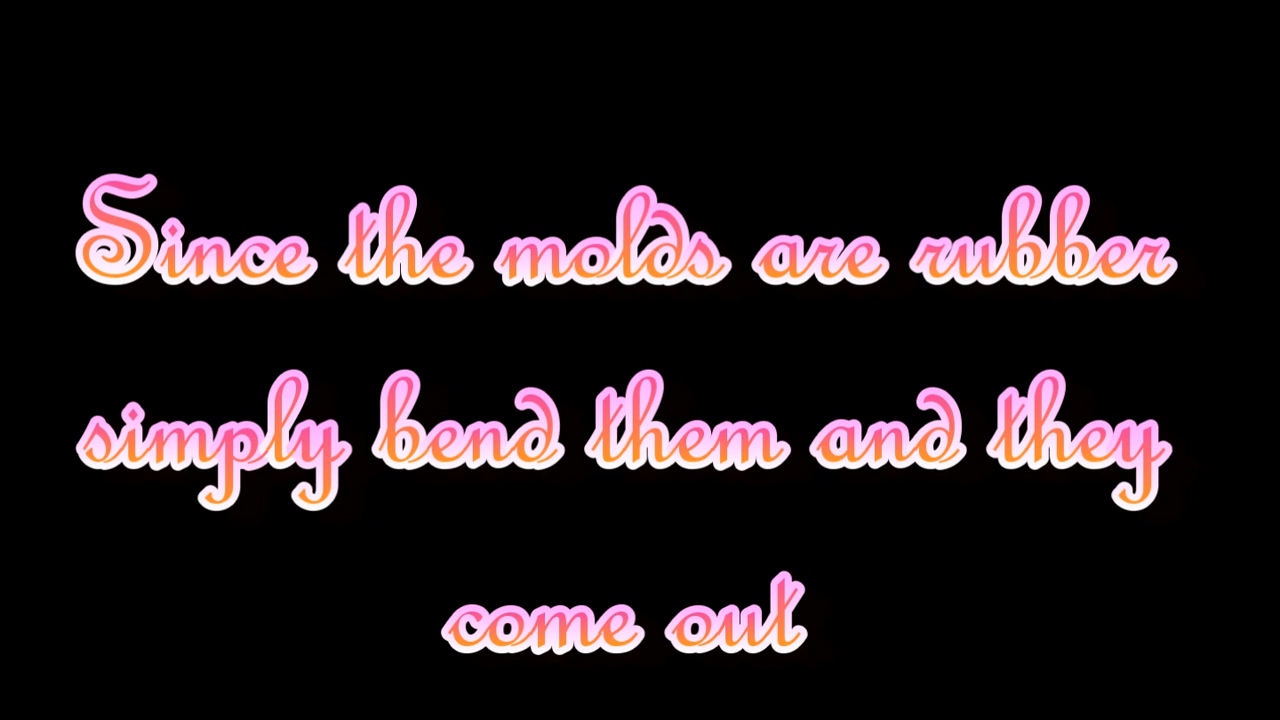 Since the molds are rubber
simply bend them and they
come out